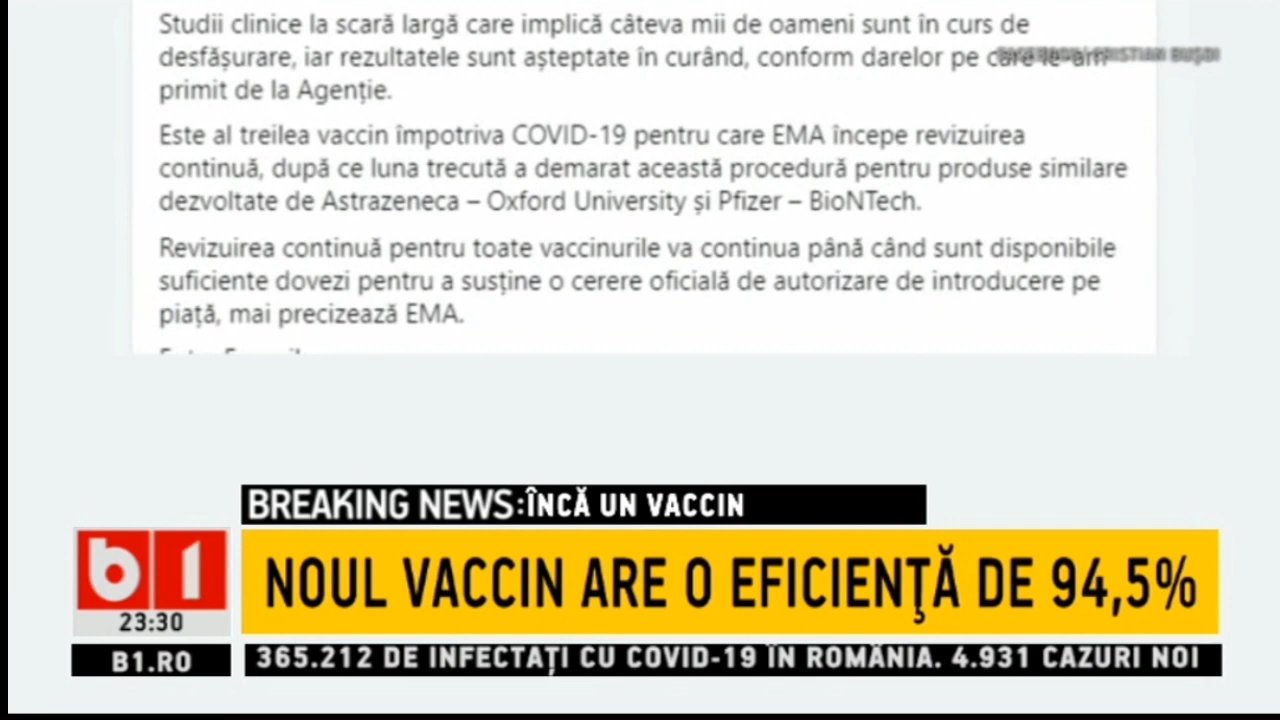 Studii clinice la scară largă care implică câteva mii de oameni sunt în curs de
desfășurare, iar rezultatele sunt așteptate în curând, conform darelor pe care le-am
primit de la Agenție.
Este al treilea vaccin împotriva COVID-19 pentru care EMA începe revizuirea
continuă, după ce luna trecută a demarat această procedură pentru produse similare
dezvoltate de Astrazeneca – Oxford University și Pfizer – BioNTech.
Revizuirea continuă pentru toate vaccinurile va continua până când sunt disponibile
suficiente dovezi pentru a susține o cerere oficială de autorizare de introducere pe
piață, mai precizează EMA.
BREAKING NEWS:ÎNCĂ UN VACCIN
b1
NOUL VACCIN ARE O EFICIENŢĂ DE 94,5%
23:30
B1.RO
365.212 DE INFECTAȚI CU COVID-19 ÎN ROMÂNIA. 4.931 CAZURI NOI